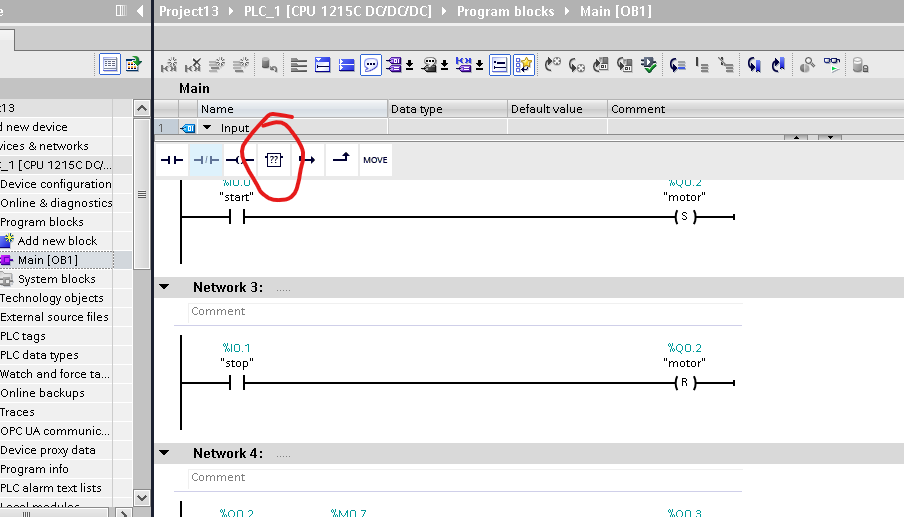 Project13 PLC_1 [CPU 1215C DC/DC/DC] Program blocks Main [OB1]
Main
Name Data type Default value Comment
1 Input
?? MOVE
13
new device
vices & networks
_1 [CPU 1215C DC/...
Device configuration
Online & diagnostics
Program blocks
Add new block
Main [OB1]
System blocks
Technology objects
External source files
PLC tags
PLC data types
Watch and force ta...
Online backups
Traces
OPC UA communic...
Device proxy data
Program info
PLC alarm text lists
Local modules
%I0.0 %Q0.2
"start" "motor"
S
Network 3: .....
Comment
%I0.1 %Q0.2
"stop" "motor"
R
Network 4: .....
Comment
%Q0.2 %M0.7 %Q0.3